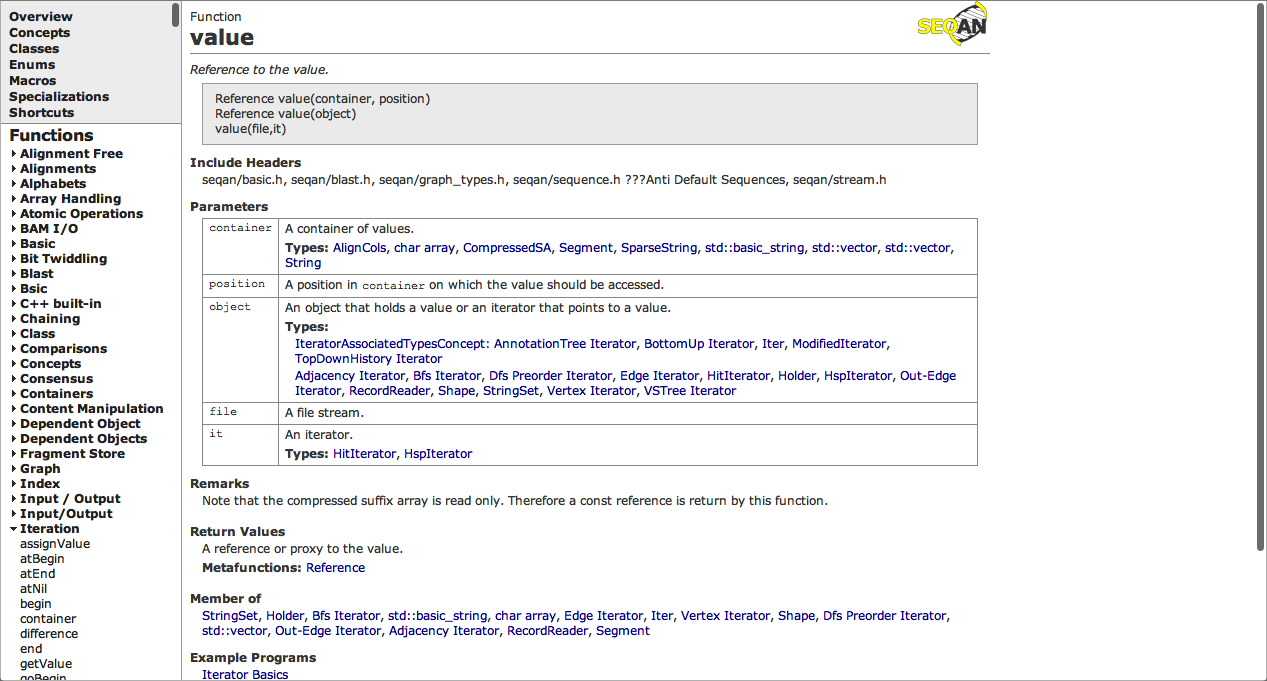 Overview
Concepts
Classes
Enums
Macros
Specializations
Shortcuts
Functions
Alignment Free
Alignments
Alphabets
Array Handling
Atomic Operations
BAM I/O
Basic
Bit Twiddling
Blast
Bsic
C++ built-in
Chaining
Class
Comparisons
Concepts
Consensus
Containers
Content Manipulation
Dependent Object
Dependent Objects
Fragment Store
Graph
Index
Input / Output
Input/Output
Iteration
assignValue
atBegin
atEnd
atNil
begin
container
difference
end
getValue
goBegin
Function
value
SEQAN
Reference to the value.
Reference value(container, position)
Reference value(object)
value(file,it)
Include Headers
seqan/basic.h, seqan/blast.h, seqan/graph_types.h, seqan/sequence.h ???Anti Default Sequences, seqan/stream.h
Parameters
container A container of values.
Types: AlignCols, char array, CompressedSA, Segment, SparseString, std::basic_string, std::vector, std::vector,
String
position A position in container on which the value should be accessed.
object An object that holds a value or an iterator that points to a value.
Types:
IteratorAssociatedTypesConcept: AnnotationTree Iterator, BottomUp Iterator, Iter, ModifiedIterator,
TopDownHistory Iterator
Adjacency Iterator, Bfs Iterator, Dfs Preorder Iterator, Edge Iterator, HitIterator, Holder, HspIterator, Out-Edge
Iterator, RecordReader, Shape, StringSet, Vertex Iterator, VSTree Iterator
file A file stream.
it An iterator.
Types: HitIterator, HspIterator
Remarks
Note that the compressed suffix array is read only. Therefore a const reference is return by this function.
Return Values
A reference or proxy to the value.
Metafunctions: Reference
Member of
StringSet, Holder, Bfs Iterator, std::basic_string, char array, Edge Iterator, Iter, Vertex Iterator, Shape, Dfs Preorder Iterator,
std::vector, Out-Edge Iterator, Adjacency Iterator, RecordReader, Segment
Example Programs
Iterator Basics